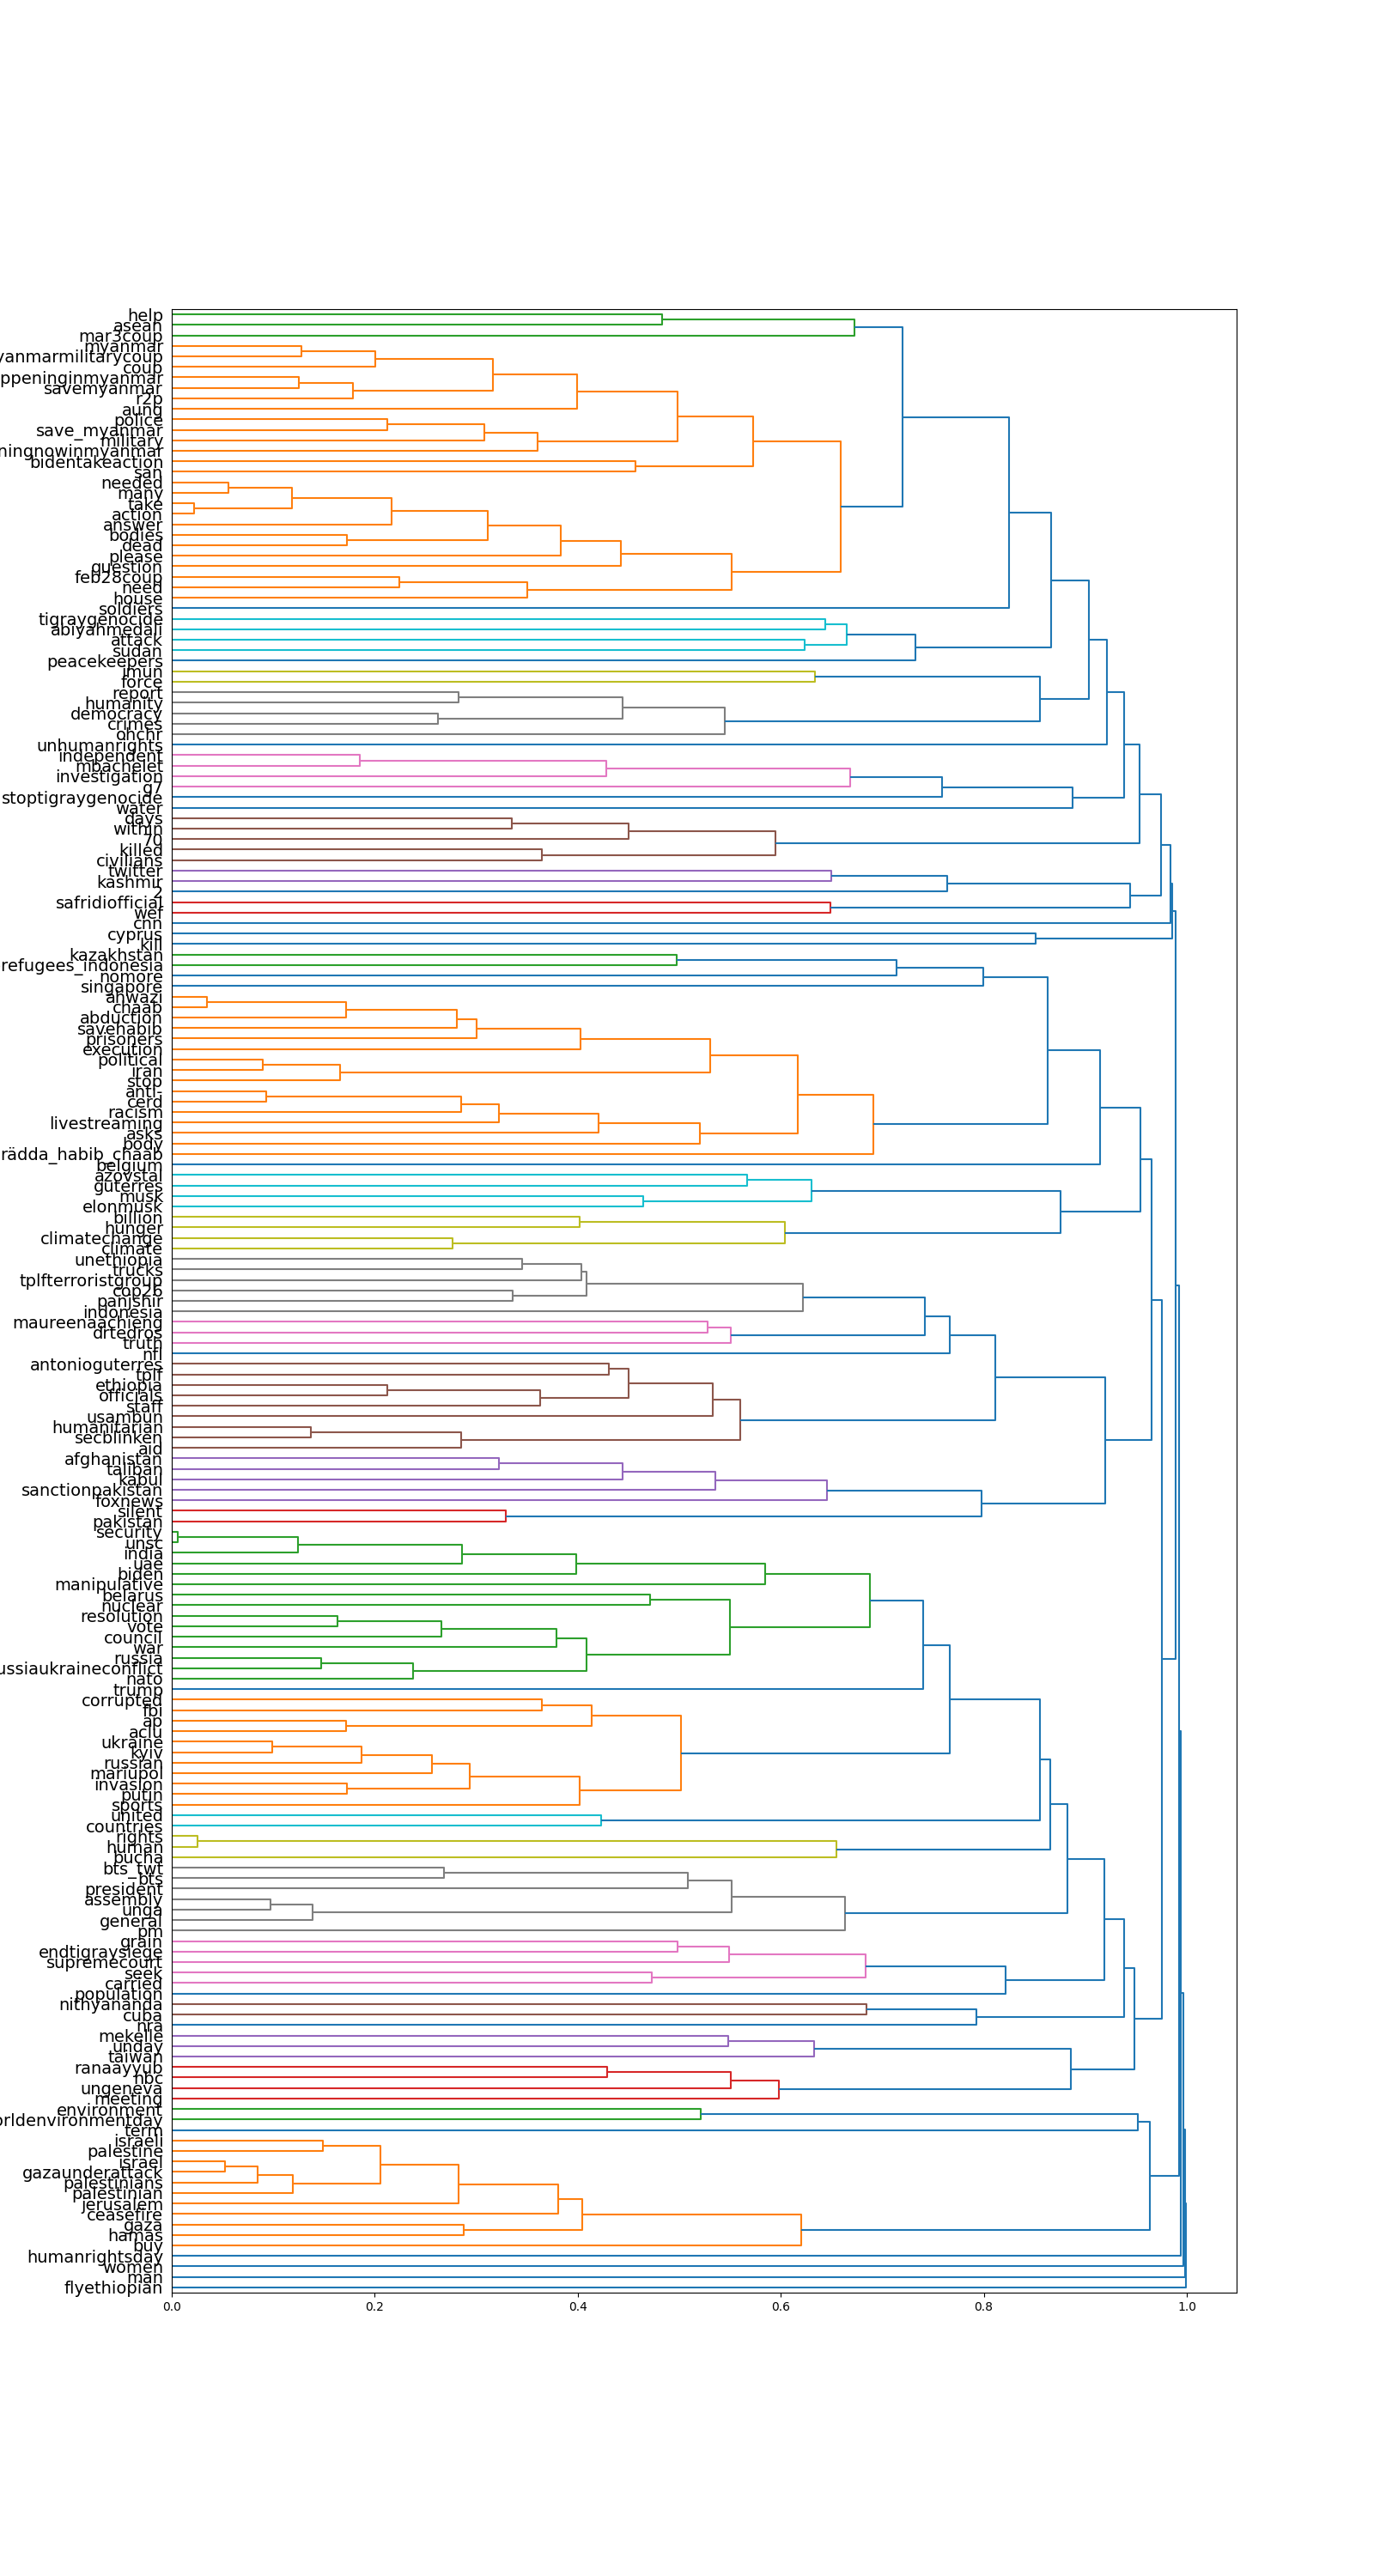 help
asean
mar3coup
myanmar
yanmarmilitarycoup
coup
ppeninginmyanmar
savemyanmar
r2p
aung
police
save_myanmar
military
ningnowinmyanmar
bidentakeaction
san
needed
many
take
action
answer
bodies
dead
please
question
feb28coup
need
house
soldiers
tigraygenocide
abiyahmedali
attack
sudan
peacekeepers
jmun
force
report
humanity
democracy
crimes
ohchr
unhumanrights
independent
mbachelet
investigation
g7
stoptigraygenocide
water
days
within
70
killed
civilians
twitter
kashmir
2
safridiofficial
wef
cnn
cyprus
kill
kazakhstan
refugees_indonesia
nomore
singapore
ahwazi
chaab
abduction
savehabib
prisoners
execution
political
iran
stop
anti-
cerd
racism
livestreaming
asks
body
rädda_habib_chaab
belgium
azovstal
guterres
musk
elonmusk
billion
hunger
climatechange
climate
unethiopia
trucks
tplfterroristgroup
cop26
panjshir
indonesia
maureenaachieng
drtedros
truth
nfl
antonioguterres
tplf
ethiopia
officials
staff
usambun
humanitarian
secblinken
aid
afghanistan
taliban
kabul
sanctionpakistan
foxnews
silent
pakistan
security
unsc
india
uae
biden
manipulative
belarus
nuclear
resolution
vote
council
war
russia
ussiaukraineconflict
nato
trump
corrupted
fbi
ap
aclu
ukraine
kyiv
russian
mariupol
invasion
putin
sports
united
countries
rights
human
bucha
bts_twt
_bts
president
assembly
unga
general
pm
grain
endtigraysiege
supremecourt
seek
carried
population
nithyananda
cuba
nra
mekelle
unday
taiwan
ranaayyub
nbc
ungeneva
meeting
environment
orldenvironmentday
term
israeli
palestine
israel
gazaunderattack
palestinians
palestinian
jerusalem
ceasefire
gaza
hamas
buy
humanrightsday
women
man
flyethiopian
0.0 0.2 0.4 0.6 0.8 1.0